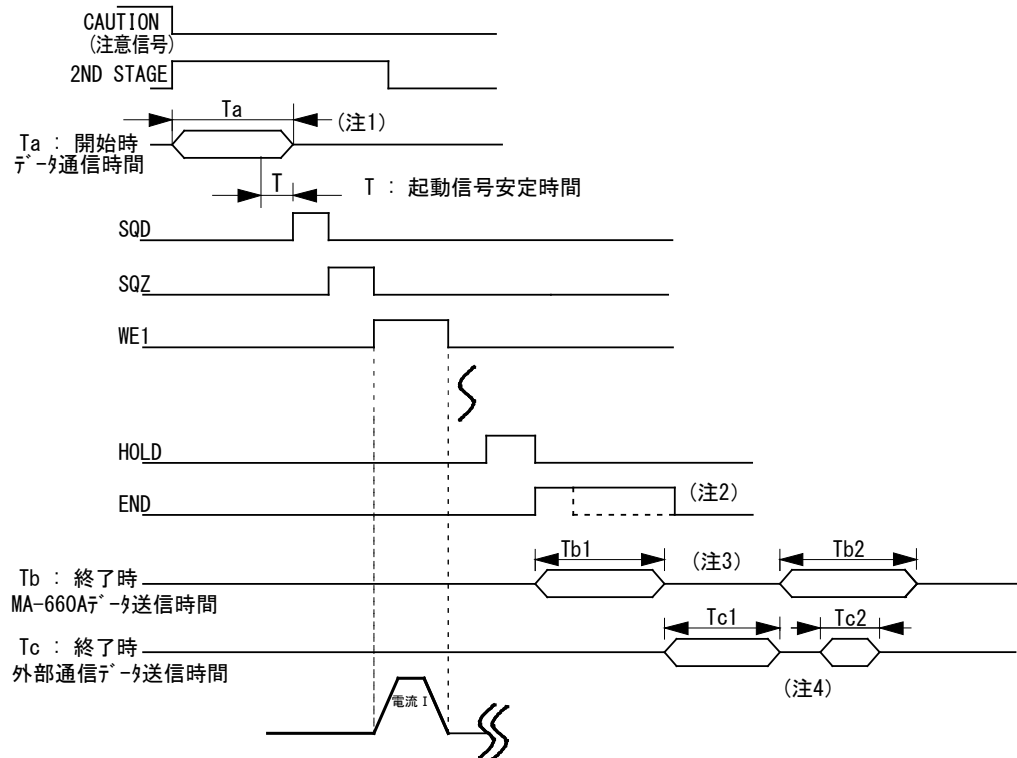 CAUTION
(注意信号)
2ND STAGE
Ta
(注1)
Ta : 開始時
ﾃﾞｰﾀ通信時間
T
T : 起動信号安定時間
SQD
SQZ
WE1
HOLD
END
(注2)
Tb1
(注3)
Tb2
Tb : 終了時
MA-660Aﾃﾞｰﾀ送信時間
Tc1
Tc2
Tc : 終了時
外部通信ﾃﾞｰﾀ送信時間
(注4)
電流 I